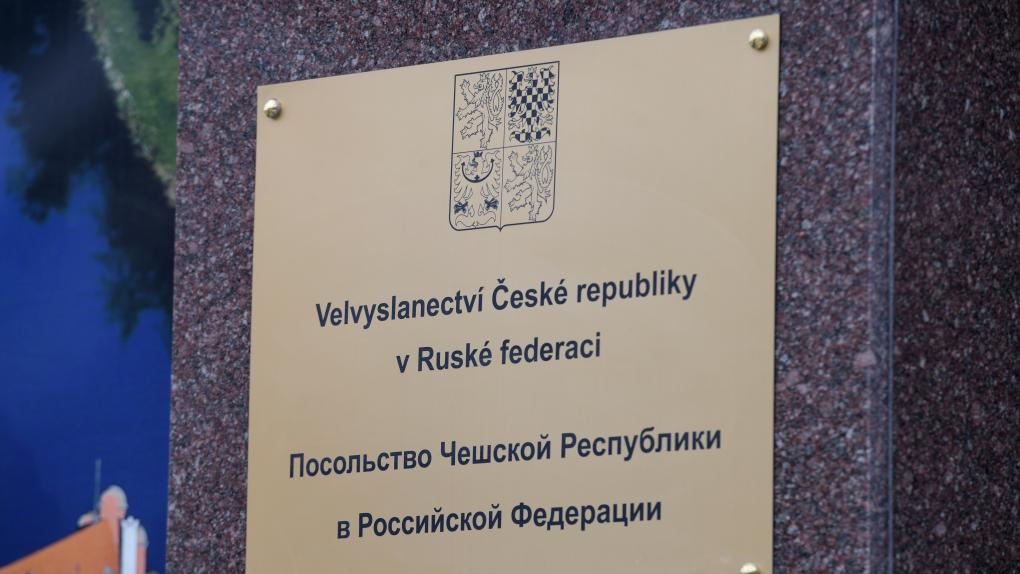 Velvyslanectví České republiky
v Ruské federaci
Посольство Чешской Республики
в Российской Федерации